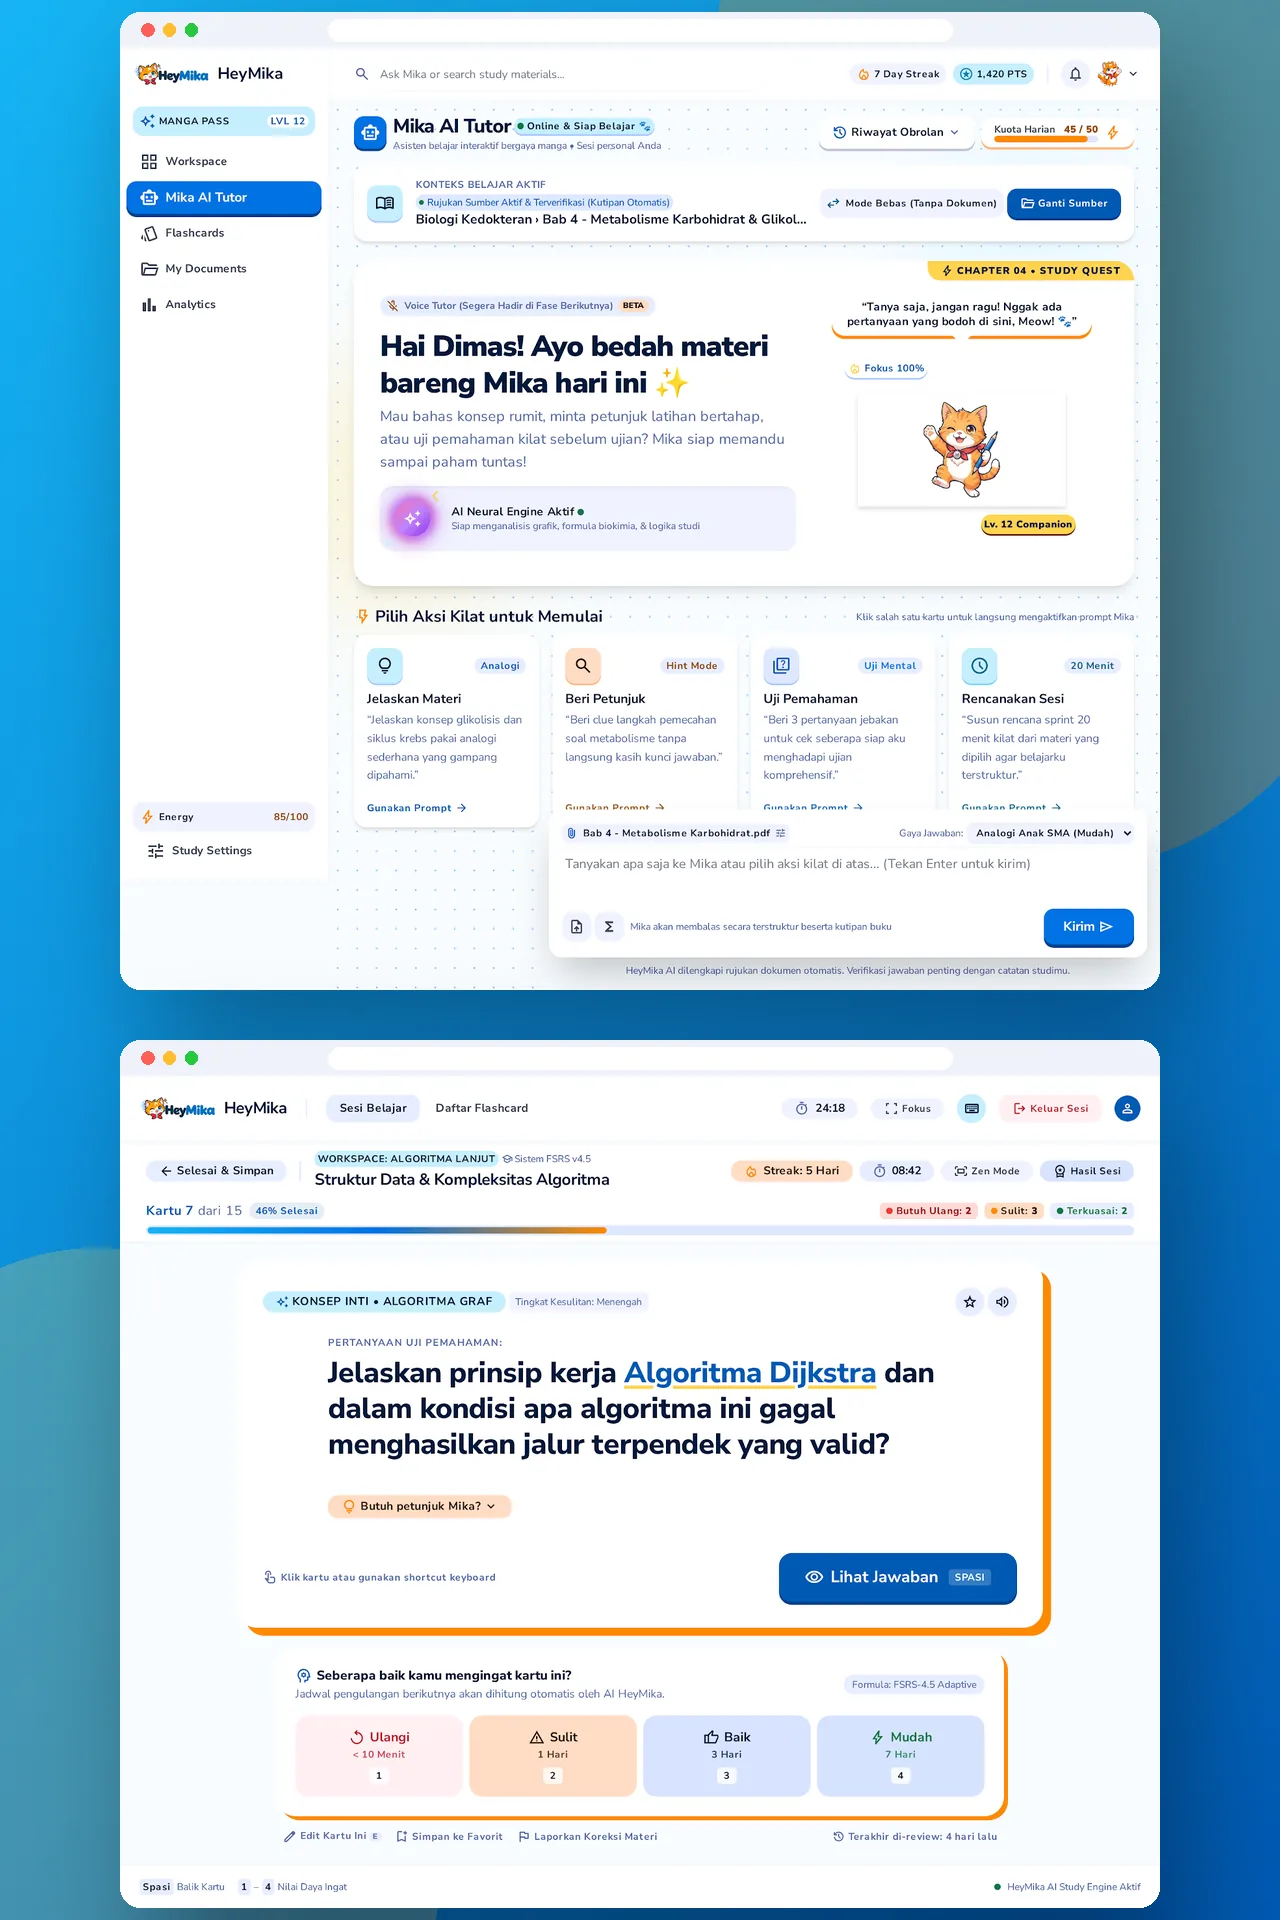 HeyMika HeyMika
Ask Mika or search study materials...
7 Day Streak
1,420 PTS
MANGA PASS
LVL 12
Workspace
Mika AI Tutor
Flashcards
My Documents
Analytics
Energy
85/100
Study Settings
Mika AI Tutor
Online & Siap Belajar 🐾
Asisten belajar interaktif bergaya manga • Sesi personal Anda
Riwayat Obrolan
Kuota Harian 45 / 50
KONTEKS BELAJAR AKTIF
Rujukan Sumber Aktif & Terverifikasi (Kutipan Otomatis)
Biologi Kedokteran › Bab 4 - Metabolisme Karbohidrat & Glikol...
Mode Bebas (Tanpa Dokumen)
Ganti Sumber
CHAPTER 04 • STUDY QUEST
Voice Tutor (Segera Hadir di Fase Berikutnya) BETA
Hai Dimas! Ayo bedah materi
bareng Mika hari ini ✨
Mau bahas konsep rumit, minta petunjuk latihan bertahap,
atau uji pemahaman kilat sebelum ujian? Mika siap memandu
sampai paham tuntas!
AI Neural Engine Aktif
Siap menganalisis grafik, formula biokimia, & logika studi
“Tanya saja, jangan ragu! Nggak ada
pertanyaan yang bodoh di sini, Meow! 🐾”
Fokus 100%
Lv. 12 Companion
Pilih Aksi Kilat untuk Memulai
Klik salah satu kartu untuk langsung mengaktifkan prompt Mika
Analogi
Jelaskan Materi
“Jelaskan konsep glikolisis dan
siklus krebs pakai analogi
sederhana yang gampang
dipahami.”
Gunakan Prompt →
Hint Mode
Beri Petunjuk
“Beri clue langkah pemecahan
soal metabolisme tanpa
langsung kasih kunci jawaban.”
Gunakan Prompt →
Uji Mental
Uji Pemahaman
“Beri 3 pertanyaan jebakan
untuk cek seberapa siap aku
menghadapi ujian
komprehensif.”
Gunakan Prompt →
20 Menit
Rencanakan Sesi
“Susun rencana sprint 20
menit kilat dari materi yang
dipilih agar belajarku
terstruktur.”
Gunakan Prompt →
Bab 4 - Metabolisme Karbohidrat.pdf
Gaya Jawaban: Analogi Anak SMA (Mudah)
Tanyakan apa saja ke Mika atau pilih aksi kilat di atas... (Tekan Enter untuk kirim)
Σ
Mika akan membalas secara terstruktur beserta kutipan buku
Kirim
HeyMika AI dilengkapi rujukan dokumen otomatis. Verifikasi jawaban penting dengan catatan studimu.
HeyMika HeyMika
Sesi Belajar
Daftar Flashcard
24:18
Fokus
Keluar Sesi
← Selesai & Simpan
WORKSPACE: ALGORITMA LANJUT
Sistem FSRS v4.5
Struktur Data & Kompleksitas Algoritma
Streak: 5 Hari
08:42
Zen Mode
Hasil Sesi
Kartu 7 dari 15
46% Selesai
Butuh Ulang: 2
Sulit: 3
Terkuasai: 2
KONSEP INTI • ALGORITMA GRAF
Tingkat Kesulitan: Menengah
PERTANYAAN UJI PEMAHAMAN:
Jelaskan prinsip kerja Algoritma Dijkstra dan
dalam kondisi apa algoritma ini gagal
menghasilkan jalur terpendek yang valid?
Butuh petunjuk Mika?
Klik kartu atau gunakan shortcut keyboard
Lihat Jawaban SPASI
Seberapa baik kamu mengingat kartu ini?
Jadwal pengulangan berikutnya akan dihitung otomatis oleh AI HeyMika.
Formula: FSRS-4.5 Adaptive
Ulangi
< 10 Menit
1
Sulit
1 Hari
2
Baik
3 Hari
3
Mudah
7 Hari
4
Edit Kartu Ini E
Simpan ke Favorit
Laporkan Koreksi Materi
Terakhir di-review: 4 hari lalu
Spasi Balik Kartu
1 – 4 Nilai Daya Ingat
HeyMika AI Study Engine Aktif